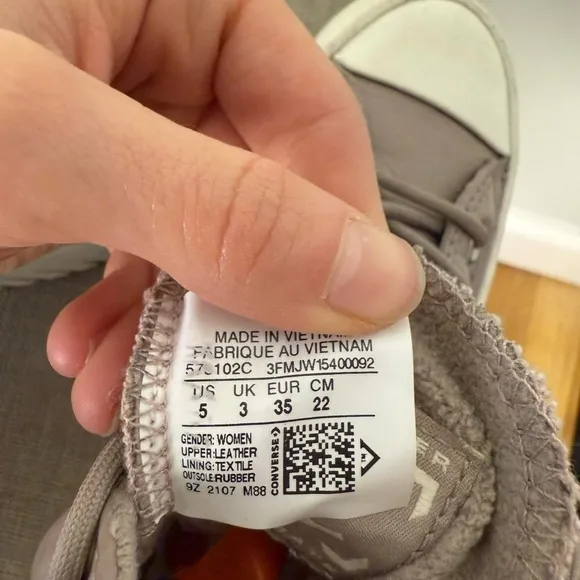 MADE IN VIETNAM
FABRIQUE AU VIETNAM
3FMJW15400092
US UK EUR CM
5 3 35 22
GENDER: WOMEN
UPPER:LEATHER
LINING:TEXTILE
OUTSOLE:RUBBER
9Z 2107 M88
CONVERSE
TM